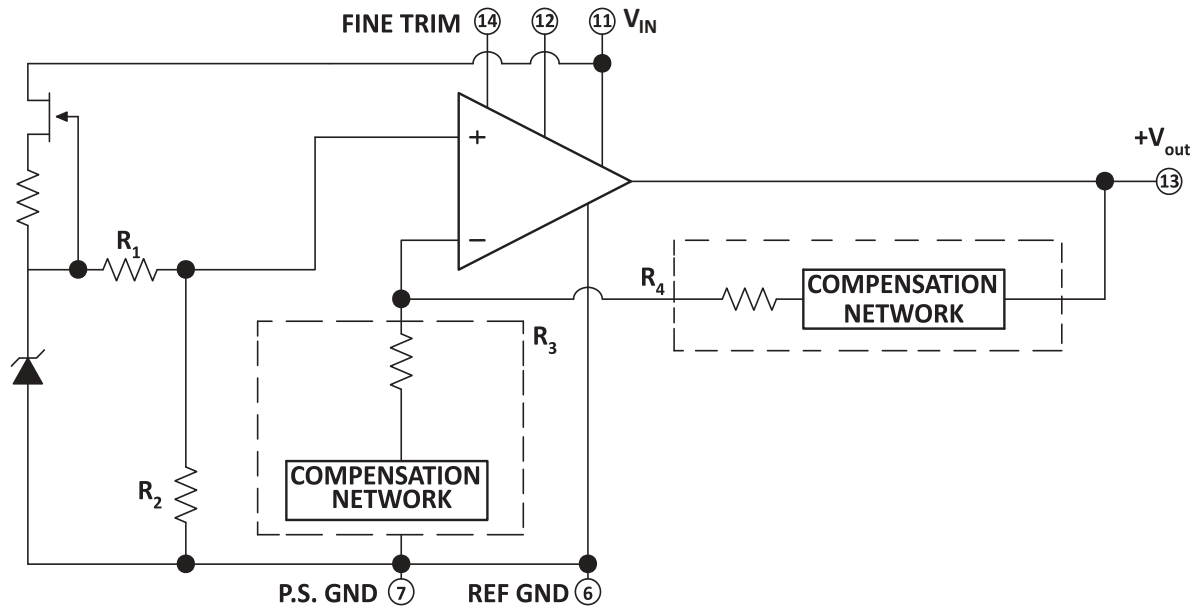 FINE TRIM 14 12 11 V_IN
+
+V_out
13
R_1
−
R_4
COMPENSATION
NETWORK
R_3
COMPENSATION
NETWORK
R_2
P.S. GND 7 REF GND 6